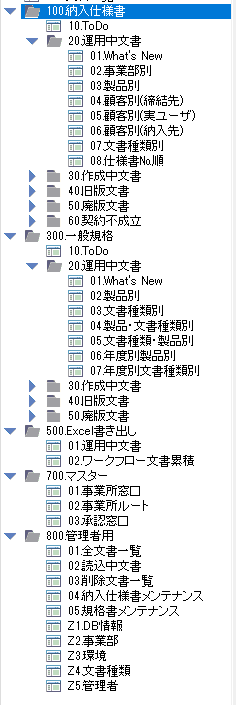 100.納入仕様書
10.ToDo
20.運用中文書
01.What's New
02.事業部別
03.製品別
04.顧客別(締結先)
05.顧客別(実ユーザ)
06.顧客別(納入先)
07.文書種類別
08.仕様書No順
30.作成中文書
40.旧版文書
50.廃版文書
60.契約不成立
300.一般規格
10.ToDo
20.運用中文書
01.What's New
02.製品別
03.文書種類別
04.製品・文書種類別
05.文書種類・製品別
06.年度別製品別
07.年度別文書種類別
30.作成中文書
40.旧版文書
50.廃版文書
500.Excel書き出し
01.運用中文書
02.ワークフロー文書累積
700.マスター
01.事業所窓口
02.事業所ルート
03.承認窓口
800.管理者用
01.全文書一覧
02.読込中文書
03.削除文書一覧
04.納入仕様書メンテナンス
05.規格書メンテナンス
Z1.DB情報
Z2.事業部
Z3.環境
Z4.文書種類
Z5.管理者